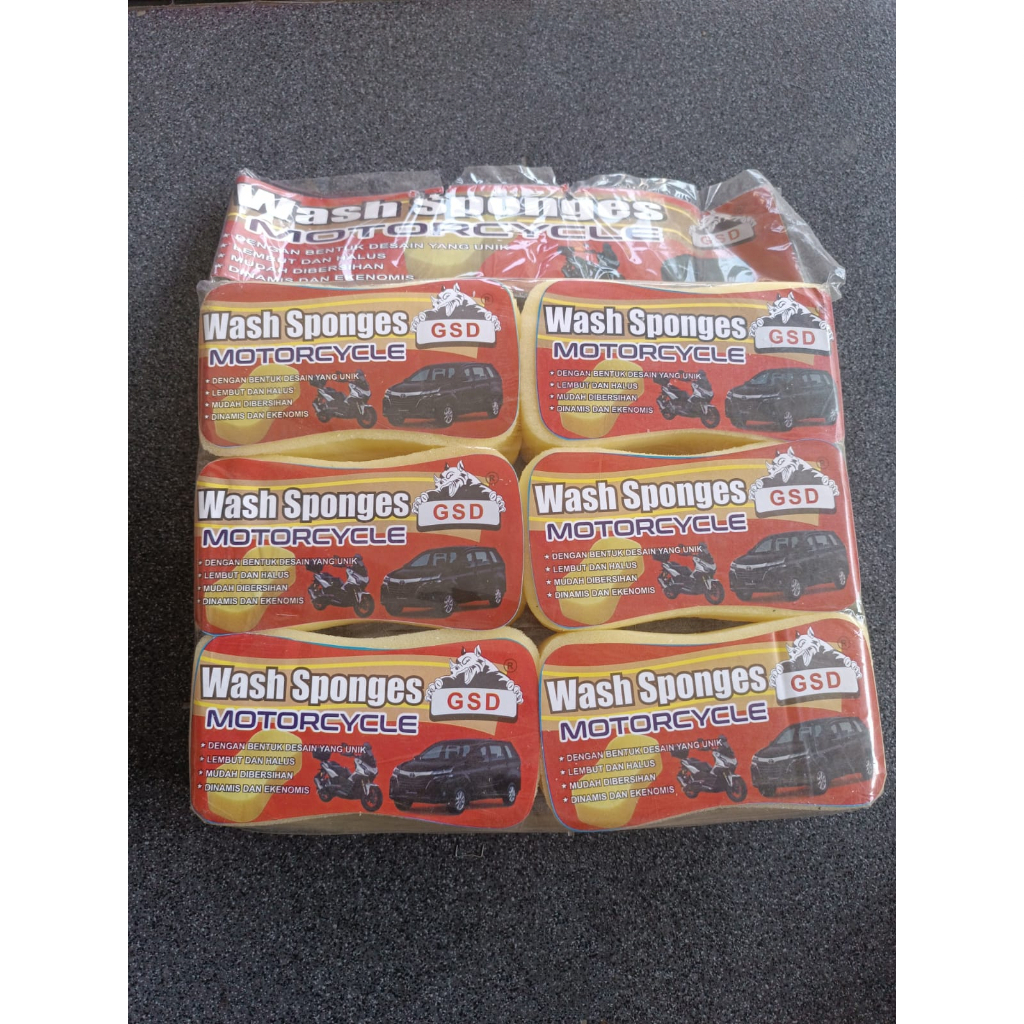 Wash Sponges
MOTORCYCLE
GSD
DENGAN BENTUK DESAIN YANG UNIK
LEMBUT DAN HALUS
MUDAH DIBERSIHAN
DINAMIS DAN EKENOMIS
Wash Sponges
MOTORCYCLE
GSD
★ DENGAN BENTUK DESAIN YANG UNIK
★ LEMBUT DAN HALUS
★ MUDAH DIBERSIHAN
★ DINAMIS DAN EKENOMIS
Wash Sponges
MOTORCYCLE
GSD
★ DENGAN BENTUK DESAIN YANG UNIK
★ LEMBUT DAN HALUS
★ MUDAH DIBERSIHAN
★ DINAMIS DAN EKENOMIS
Wash Sponges
MOTORCYCLE
GSD
★ DENGAN BENTUK DESAIN YANG UNIK
★ LEMBUT DAN HALUS
★ MUDAH DIBERSIHAN
★ DINAMIS DAN EKENOMIS
Wash Sponges
MOTORCYCLE
GSD ®
★ DENGAN BENTUK DESAIN YANG UNIK
★ LEMBUT DAN HALUS
★ MUDAH DIBERSIHAN
★ DINAMIS DAN EKENOMIS
Wash Sponges
MOTORCYCLE
GSD ®
★ DENGAN BENTUK DESAIN YANG UNIK
★ LEMBUT DAN HALUS
★ MUDAH DIBERSIHAN
★ DINAMIS DAN EKENOMIS
Wash Sponges
MOTORCYCLE
GSD
★ DENGAN BENTUK DESAIN YANG UNIK
★ LEMBUT DAN HALUS
★ MUDAH DIBERSIHAN
★ DINAMIS DAN EKENOMIS